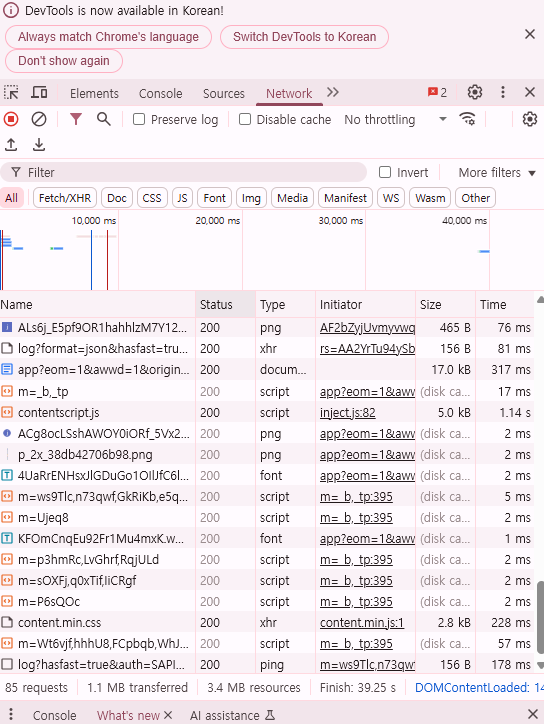 DevTools is now available in Korean!
Always match Chrome's language Switch DevTools to Korean
Don't show again
Elements Console Sources Network 2
Preserve log Disable cache No throttling
Filter Invert More filters
All Fetch/XHR Doc CSS JS Font Img Media Manifest WS Wasm Other
10,000 ms 20,000 ms 30,000 ms 40,000 ms
Name Status Type Initiator Size Time
ALs6j_E5pf9OR1hahhlzM7Y12... 200 png AF2bZyjUvmyvwq 465 B 76 ms
log?format=json&hasfast=tru... 200 xhr rs=AA2YrTu94ySb 156 B 81 ms
app?eom=1&awwd=1&origin... 200 docum... 17.0 kB 317 ms
m=_b,_tp 200 script app?eom=1&aww (disk ca... 17 ms
contentscript.js 200 script inject.js:82 5.0 kB 1.14 s
ACg8ocLSshAWOY0iORf_5Vx2... 200 png app?eom=1&aww (disk ca... 2 ms
p_2x_38db42706b98.png 200 png app?eom=1&aww (disk ca... 2 ms
4UaRrENHsxJlGDuGo1OIlJfC6l... 200 font app?eom=1&aww (disk ca... 2 ms
m=ws9Tlc,n73qwf,GkRiKb,e5q... 200 script m=_b,_tp:395 (disk ca... 5 ms
m=Ujeq8 200 script m=_b,_tp:395 (disk ca... 2 ms
KFOmCnqEu92Fr1Mu4mxK.w... 200 font app?eom=1&aww (disk ca... 1 ms
m=p3hmRc,LvGhrf,RqjULd 200 script m=_b,_tp:395 (disk ca... 2 ms
m=sOXFj,q0xTif,IiCRgf 200 script m=_b,_tp:395 (disk ca... 2 ms
m=P6sQOc 200 script m=_b,_tp:395 (disk ca... 2 ms
content.min.css 200 xhr content.min.js:1 2.8 kB 228 ms
m=Wt6vjf,hhhU8,FCpbqb,WhJ... 200 script m=_b,_tp:395 (disk ca... 57 ms
log?hasfast=true&auth=SAPI... 200 ping m=ws9Tlc,n73qwf 156 B 178 ms
85 requests 1.1 MB transferred 3.4 MB resources Finish: 39.25 s DOMContentLoaded: 14
Console What's new AI assistance